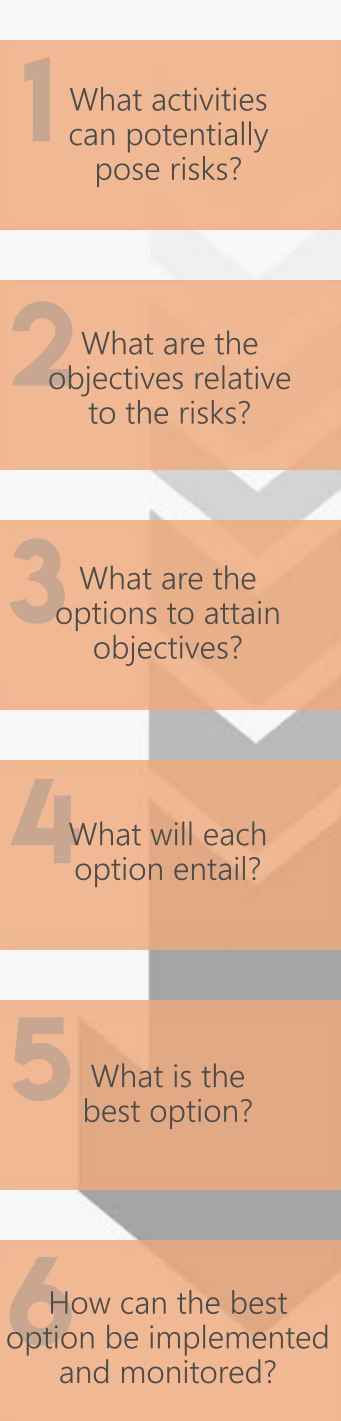 1
What activities
can potentially
pose risks?
2
What are the
objectives relative
to the risks?
3
What are the
options to attain
objectives?
4
What will each
option entail?
5
What is the
best option?
6
How can the best
option be implemented
and monitored?